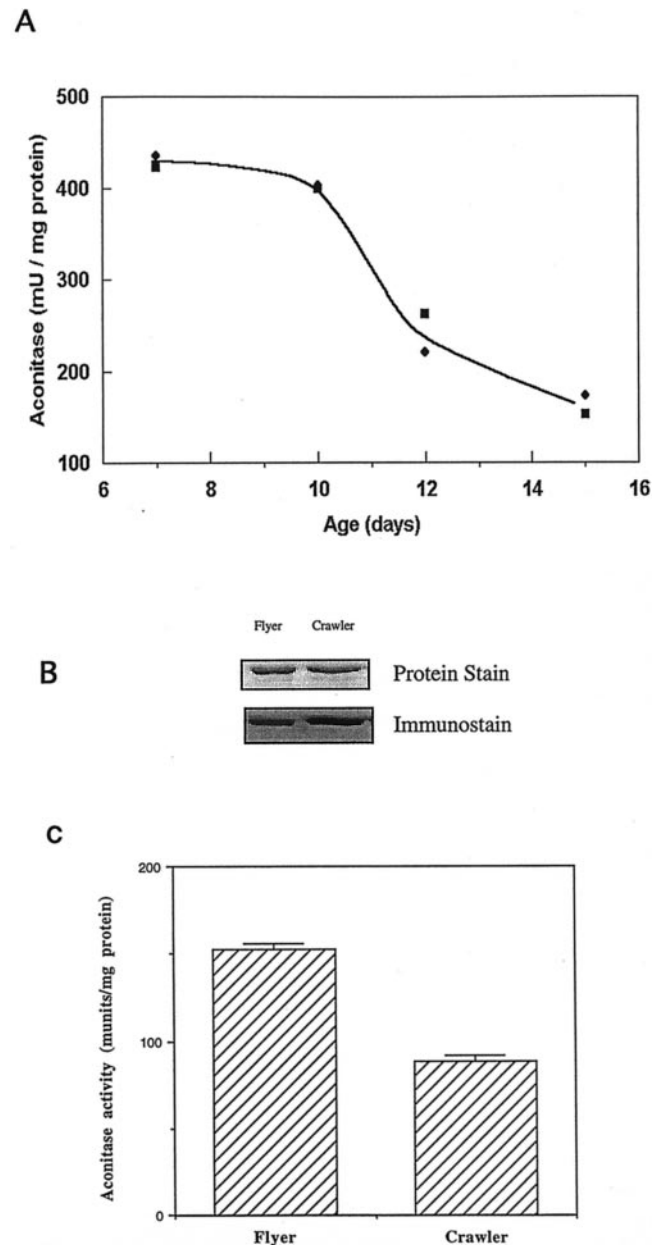 A
500
400
300
200
100
Aconitase (mU / mg protein)
6 8 10 12 14 16
Age (days)
B
Flyer Crawler
Protein Stain
Immunostain
C
200
100
0
Aconitase activity (munits/mg protein)
Flyer Crawler